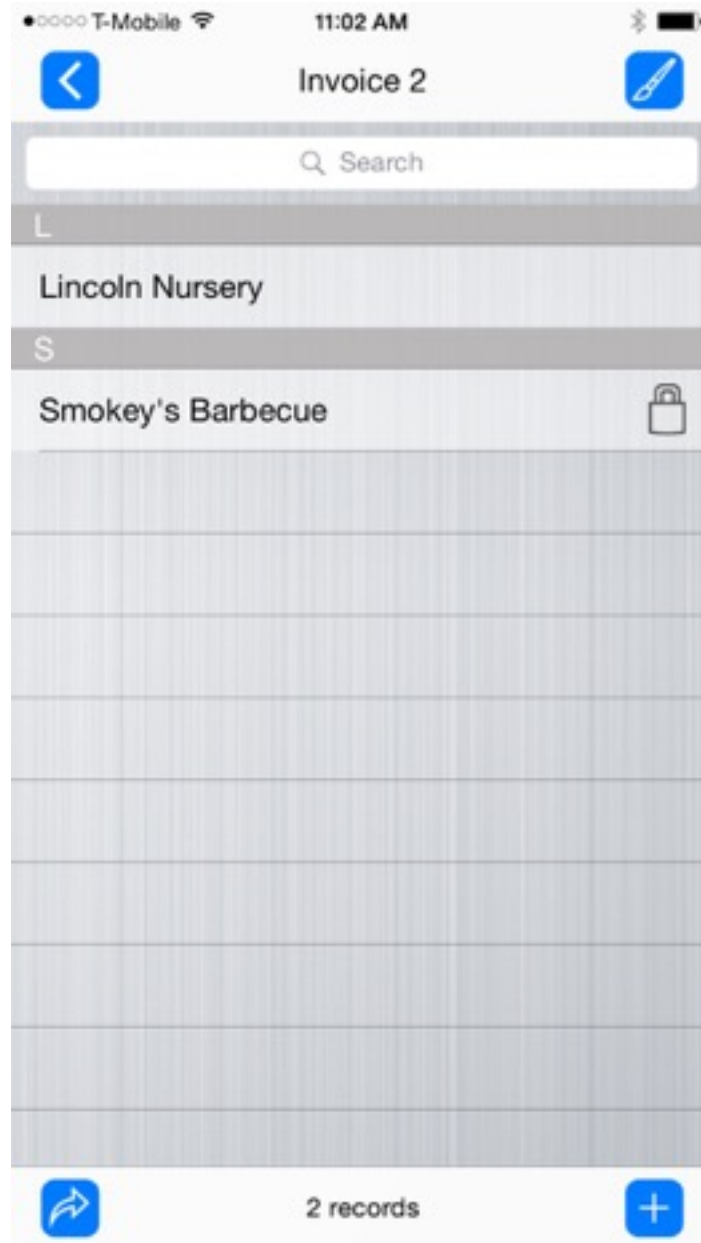 T-Mobile 11:02 AM
Invoice 2
Search
L
Lincoln Nursery
S
Smokey's Barbecue
2 records